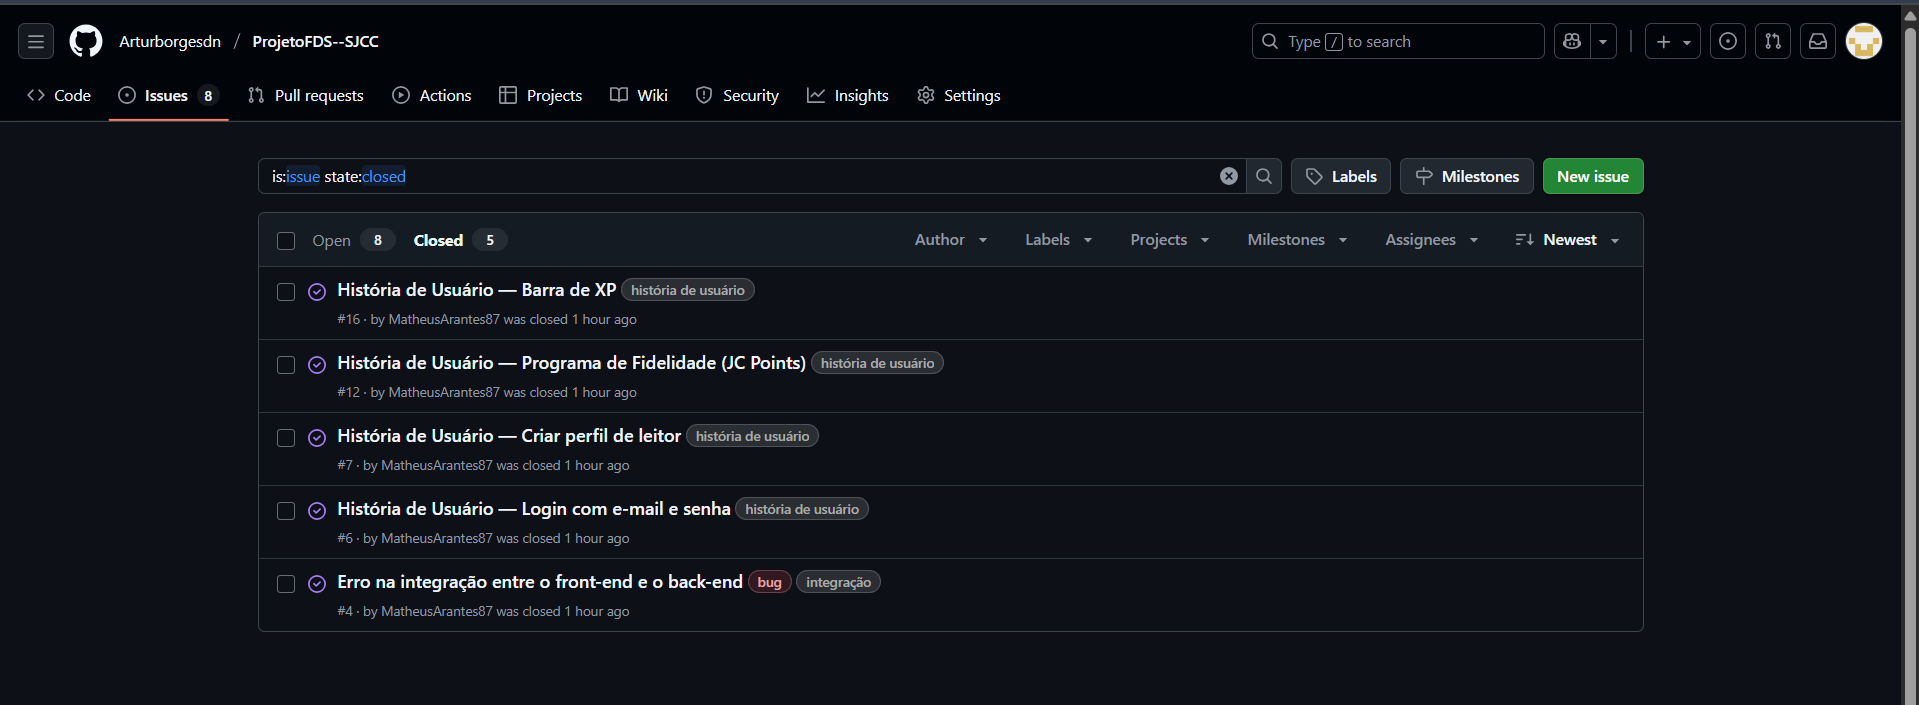 Arturborgesdn / ProjetoFDS--SJCC
Type / to search
Code
Issues 8
Pull requests
Actions
Projects
Wiki
Security
Insights
Settings
is:issue state:closed
Labels
Milestones
New issue
Open 8 Closed 5
Author
Labels
Projects
Milestones
Assignees
Newest
História de Usuário — Barra de XP história de usuário
#16 · by MatheusArantes87 was closed 1 hour ago
História de Usuário — Programa de Fidelidade (JC Points) história de usuário
#12 · by MatheusArantes87 was closed 1 hour ago
História de Usuário — Criar perfil de leitor história de usuário
#7 · by MatheusArantes87 was closed 1 hour ago
História de Usuário — Login com e-mail e senha história de usuário
#6 · by MatheusArantes87 was closed 1 hour ago
Erro na integração entre o front-end e o back-end bug integração
#4 · by MatheusArantes87 was closed 1 hour ago